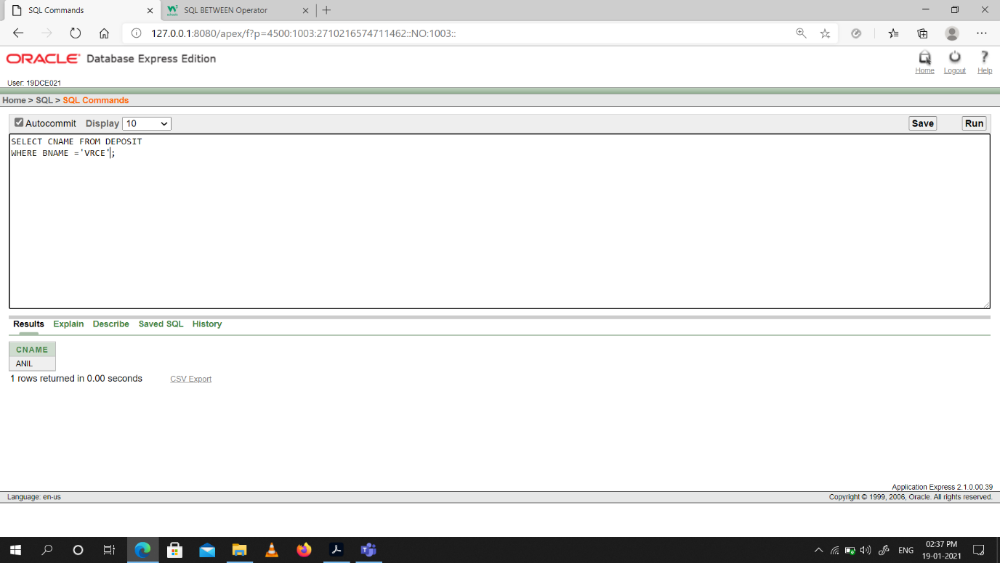 SQL Commands
SQL BETWEEN Operator
127.0.0.1:8080/apex/f?p=4500:1003:2710216574711462::NO:1003::
ORACLE Database Express Edition
Home Logout Help
User: 19DCE021
Home > SQL > SQL Commands
Autocommit Display 10 Save Run
SELECT CNAME FROM DEPOSIT
WHERE BNAME ='VRCE';
Results Explain Describe Saved SQL History
CNAME
ANIL
1 rows returned in 0.00 seconds CSV Export
Application Express 2.1.0.00.39
Language: en-us Copyright © 1999, 2006, Oracle. All rights reserved.
ENG 02:37 PM
19-01-2021